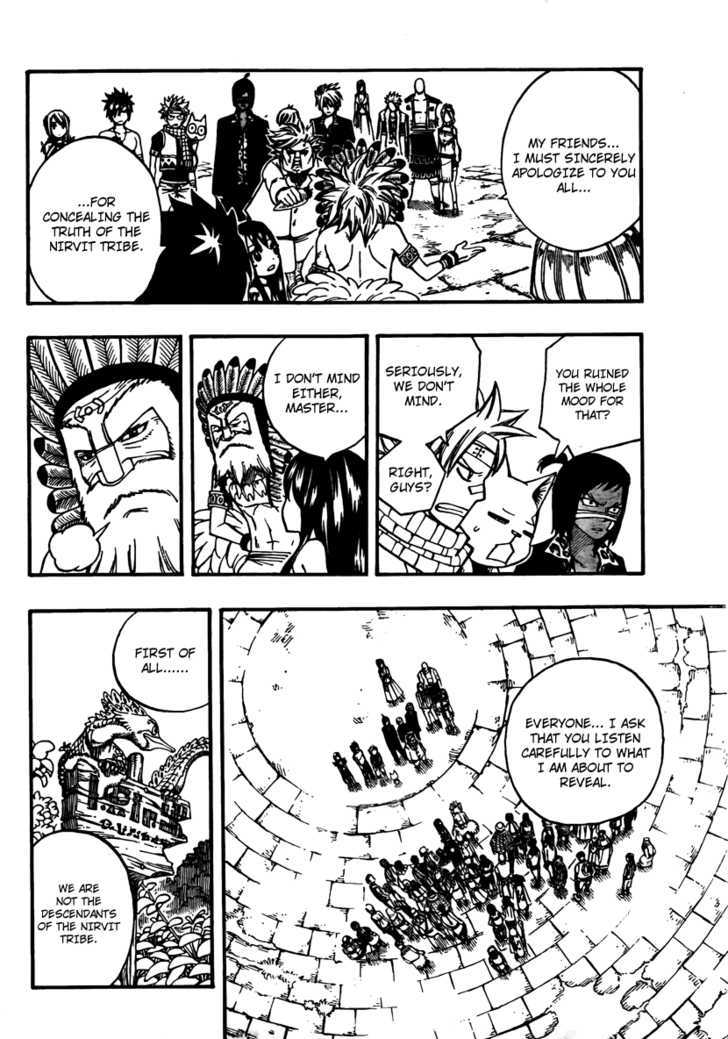 MY FRIENDS...
I MUST SINCERELY
APOLOGIZE TO YOU
ALL...
...FOR
CONCEALING THE
TRUTH OF THE
NIRVIT TRIBE.
YOU RUINED
THE WHOLE
MOOD FOR
THAT?
SERIOUSLY,
WE DON'T
MIND.
RIGHT,
GUYS?
I DON'T MIND
EITHER,
MASTER...
EVERYONE... I ASK
THAT YOU LISTEN
CAREFULLY TO WHAT
I AM ABOUT TO
REVEAL.
FIRST OF
ALL......
WE ARE
NOT THE
DESCENDANTS
OF THE NIRVIT
TRIBE.